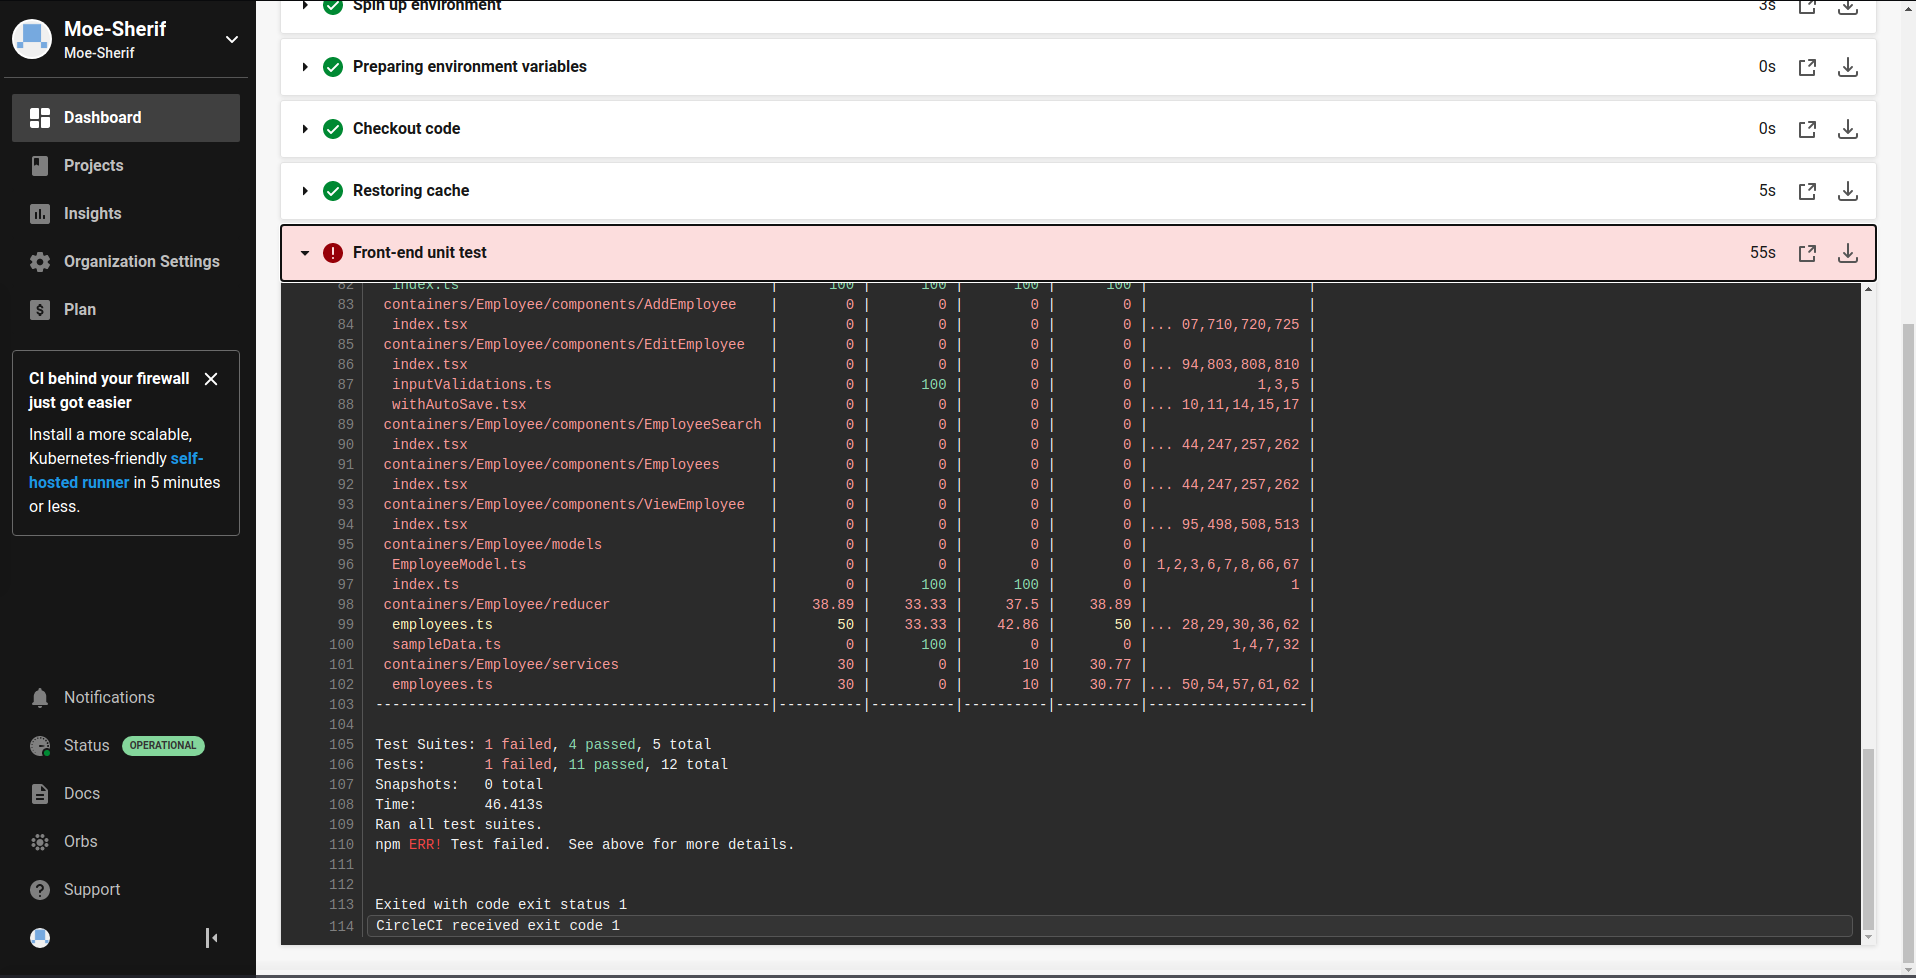 Moe-Sherif
Moe-Sherif
Dashboard
Projects
Insights
Organization Settings
Plan
CI behind your firewall
just got easier
Install a more scalable,
Kubernetes-friendly self-
hosted runner in 5 minutes
or less.
Notifications
Status OPERATIONAL
Docs
Orbs
Support
Spin up environment 3s
Preparing environment variables 0s
Checkout code 0s
Restoring cache 5s
Front-end unit test 55s
82 index.ts | 100 | 100 | 100 | 100 | |
83 containers/Employee/components/AddEmployee | 0 | 0 | 0 | 0 | |
84 index.tsx | 0 | 0 | 0 | 0 |... 07,710,720,725 |
85 containers/Employee/components/EditEmployee | 0 | 0 | 0 | 0 | |
86 index.tsx | 0 | 0 | 0 | 0 |... 94,803,808,810 |
87 inputValidations.ts | 0 | 100 | 0 | 0 | 1,3,5 |
88 withAutoSave.tsx | 0 | 0 | 0 | 0 |... 10,11,14,15,17 |
89 containers/Employee/components/EmployeeSearch | 0 | 0 | 0 | 0 | |
90 index.tsx | 0 | 0 | 0 | 0 |... 44,247,257,262 |
91 containers/Employee/components/Employees | 0 | 0 | 0 | 0 | |
92 index.tsx | 0 | 0 | 0 | 0 |... 44,247,257,262 |
93 containers/Employee/components/ViewEmployee | 0 | 0 | 0 | 0 | |
94 index.tsx | 0 | 0 | 0 | 0 |... 95,498,508,513 |
95 containers/Employee/models | 0 | 0 | 0 | 0 | |
96 EmployeeModel.ts | 0 | 0 | 0 | 0 | 1,2,3,6,7,8,66,67 |
97 index.ts | 0 | 100 | 100 | 0 | 1 |
98 containers/Employee/reducer | 38.89 | 33.33 | 37.5 | 38.89 | |
99 employees.ts | 50 | 33.33 | 42.86 | 50 |... 28,29,30,36,62 |
100 sampleData.ts | 0 | 100 | 0 | 0 | 1,4,7,32 |
101 containers/Employee/services | 30 | 0 | 10 | 30.77 | |
102 employees.ts | 30 | 0 | 10 | 30.77 |... 50,54,57,61,62 |
103 -----------------------------------------------|----------|----------|----------|----------|-------------------|
104
105 Test Suites: 1 failed, 4 passed, 5 total
106 Tests: 1 failed, 11 passed, 12 total
107 Snapshots: 0 total
108 Time: 46.413s
109 Ran all test suites.
110 npm ERR! Test failed. See above for more details.
111
112
113 Exited with code exit status 1
114 CircleCI received exit code 1